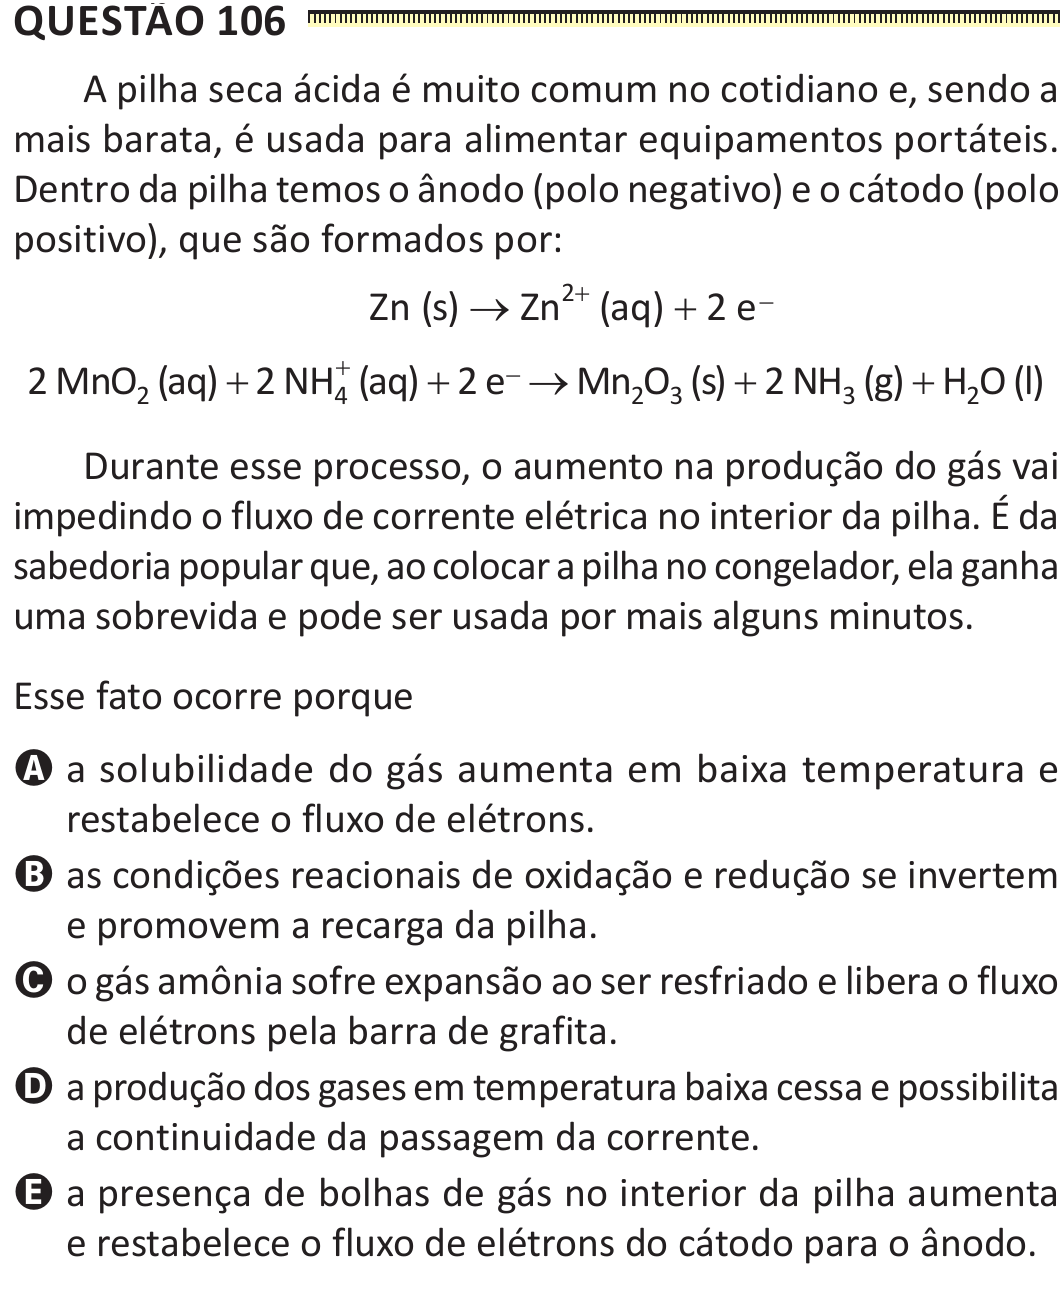 QUESTÃO 106
A pilha seca ácida é muito comum no cotidiano e, sendo a
mais barata, é usada para alimentar equipamentos portáteis.
Dentro da pilha temos o ânodo (polo negativo) e o cátodo (polo
positivo), que são formados por:
Zn (s) → Zn²⁺ (aq) + 2 e⁻
2 MnO₂ (aq) + 2 NH₄⁺ (aq) + 2 e⁻ → Mn₂O₃ (s) + 2 NH₃ (g) + H₂O (l)
Durante esse processo, o aumento na produção do gás vai
impedindo o fluxo de corrente elétrica no interior da pilha. É da
sabedoria popular que, ao colocar a pilha no congelador, ela ganha
uma sobrevida e pode ser usada por mais alguns minutos.
Esse fato ocorre porque
A a solubilidade do gás aumenta em baixa temperatura e
restabelece o fluxo de elétrons.
B as condições reacionais de oxidação e redução se invertem
e promovem a recarga da pilha.
C o gás amônia sofre expansão ao ser resfriado e libera o fluxo
de elétrons pela barra de grafita.
D a produção dos gases em temperatura baixa cessa e possibilita
a continuidade da passagem da corrente.
E a presença de bolhas de gás no interior da pilha aumenta
e restabelece o fluxo de elétrons do cátodo para o ânodo.